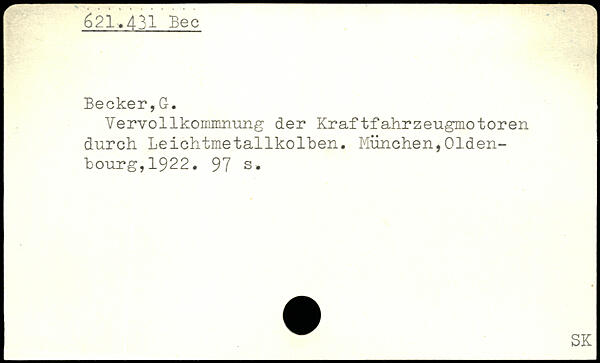 621.431 Bec
Becker,G.
Vervollkommnung der Kraftfahrzeugmotoren
durch Leichtmetallkolben. München,Olden-
bourg,1922. 97 s.
SK